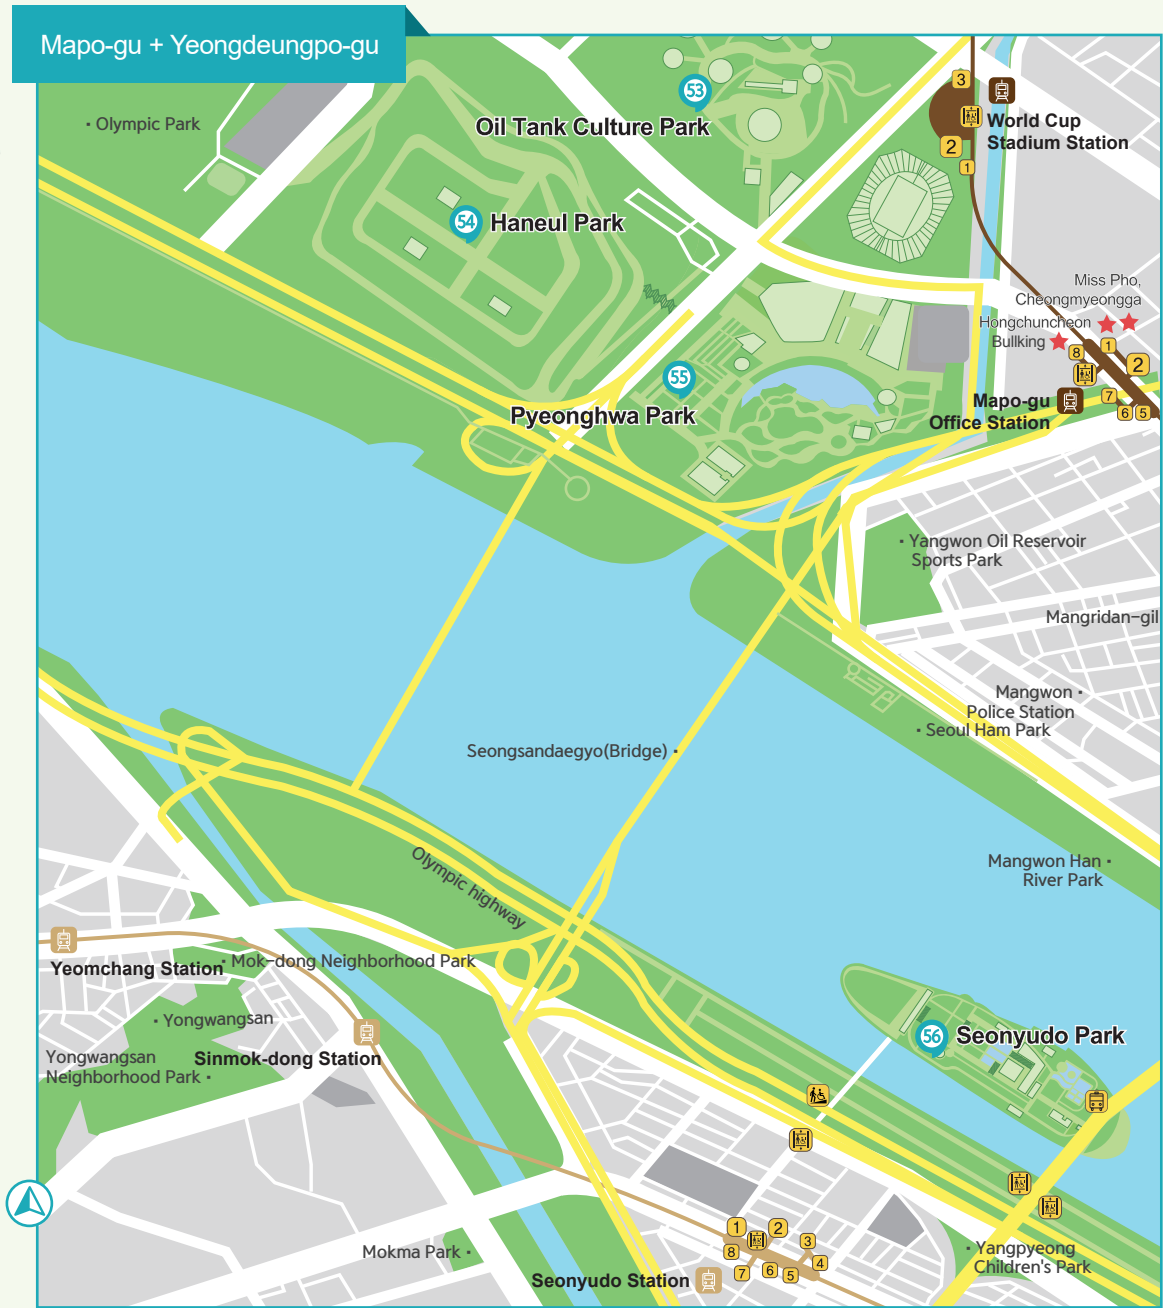 Mapo-gu + Yeongdeungpo-gu
Olympic Park
53
Oil Tank Culture Park
3
World Cup
Stadium Station
2
1
54
Haneul Park
Miss Pho,
Cheongmyeongga
Hongchuncheon
Bullking
8
1
2
7
6
5
55
Pyeonghwa Park
Mapo-gu
Office Station
Yangwon Oil Reservoir
Sports Park
Mangridan-gil
Mangwon
Police Station
Seoul Ham Park
Seongsandaegyo(Bridge)
Mangwon Han
River Park
Olympic highway
Yeomchang Station
Mok-dong Neighborhood Park
Yongwangsan
Sinmok-dong Station
Yongwangsan
Neighborhood Park
56
Seonyudo Park
Mokma Park
1
2
3
8
7
6
5
4
Seonyudo Station
Yangpyeong
Children's Park